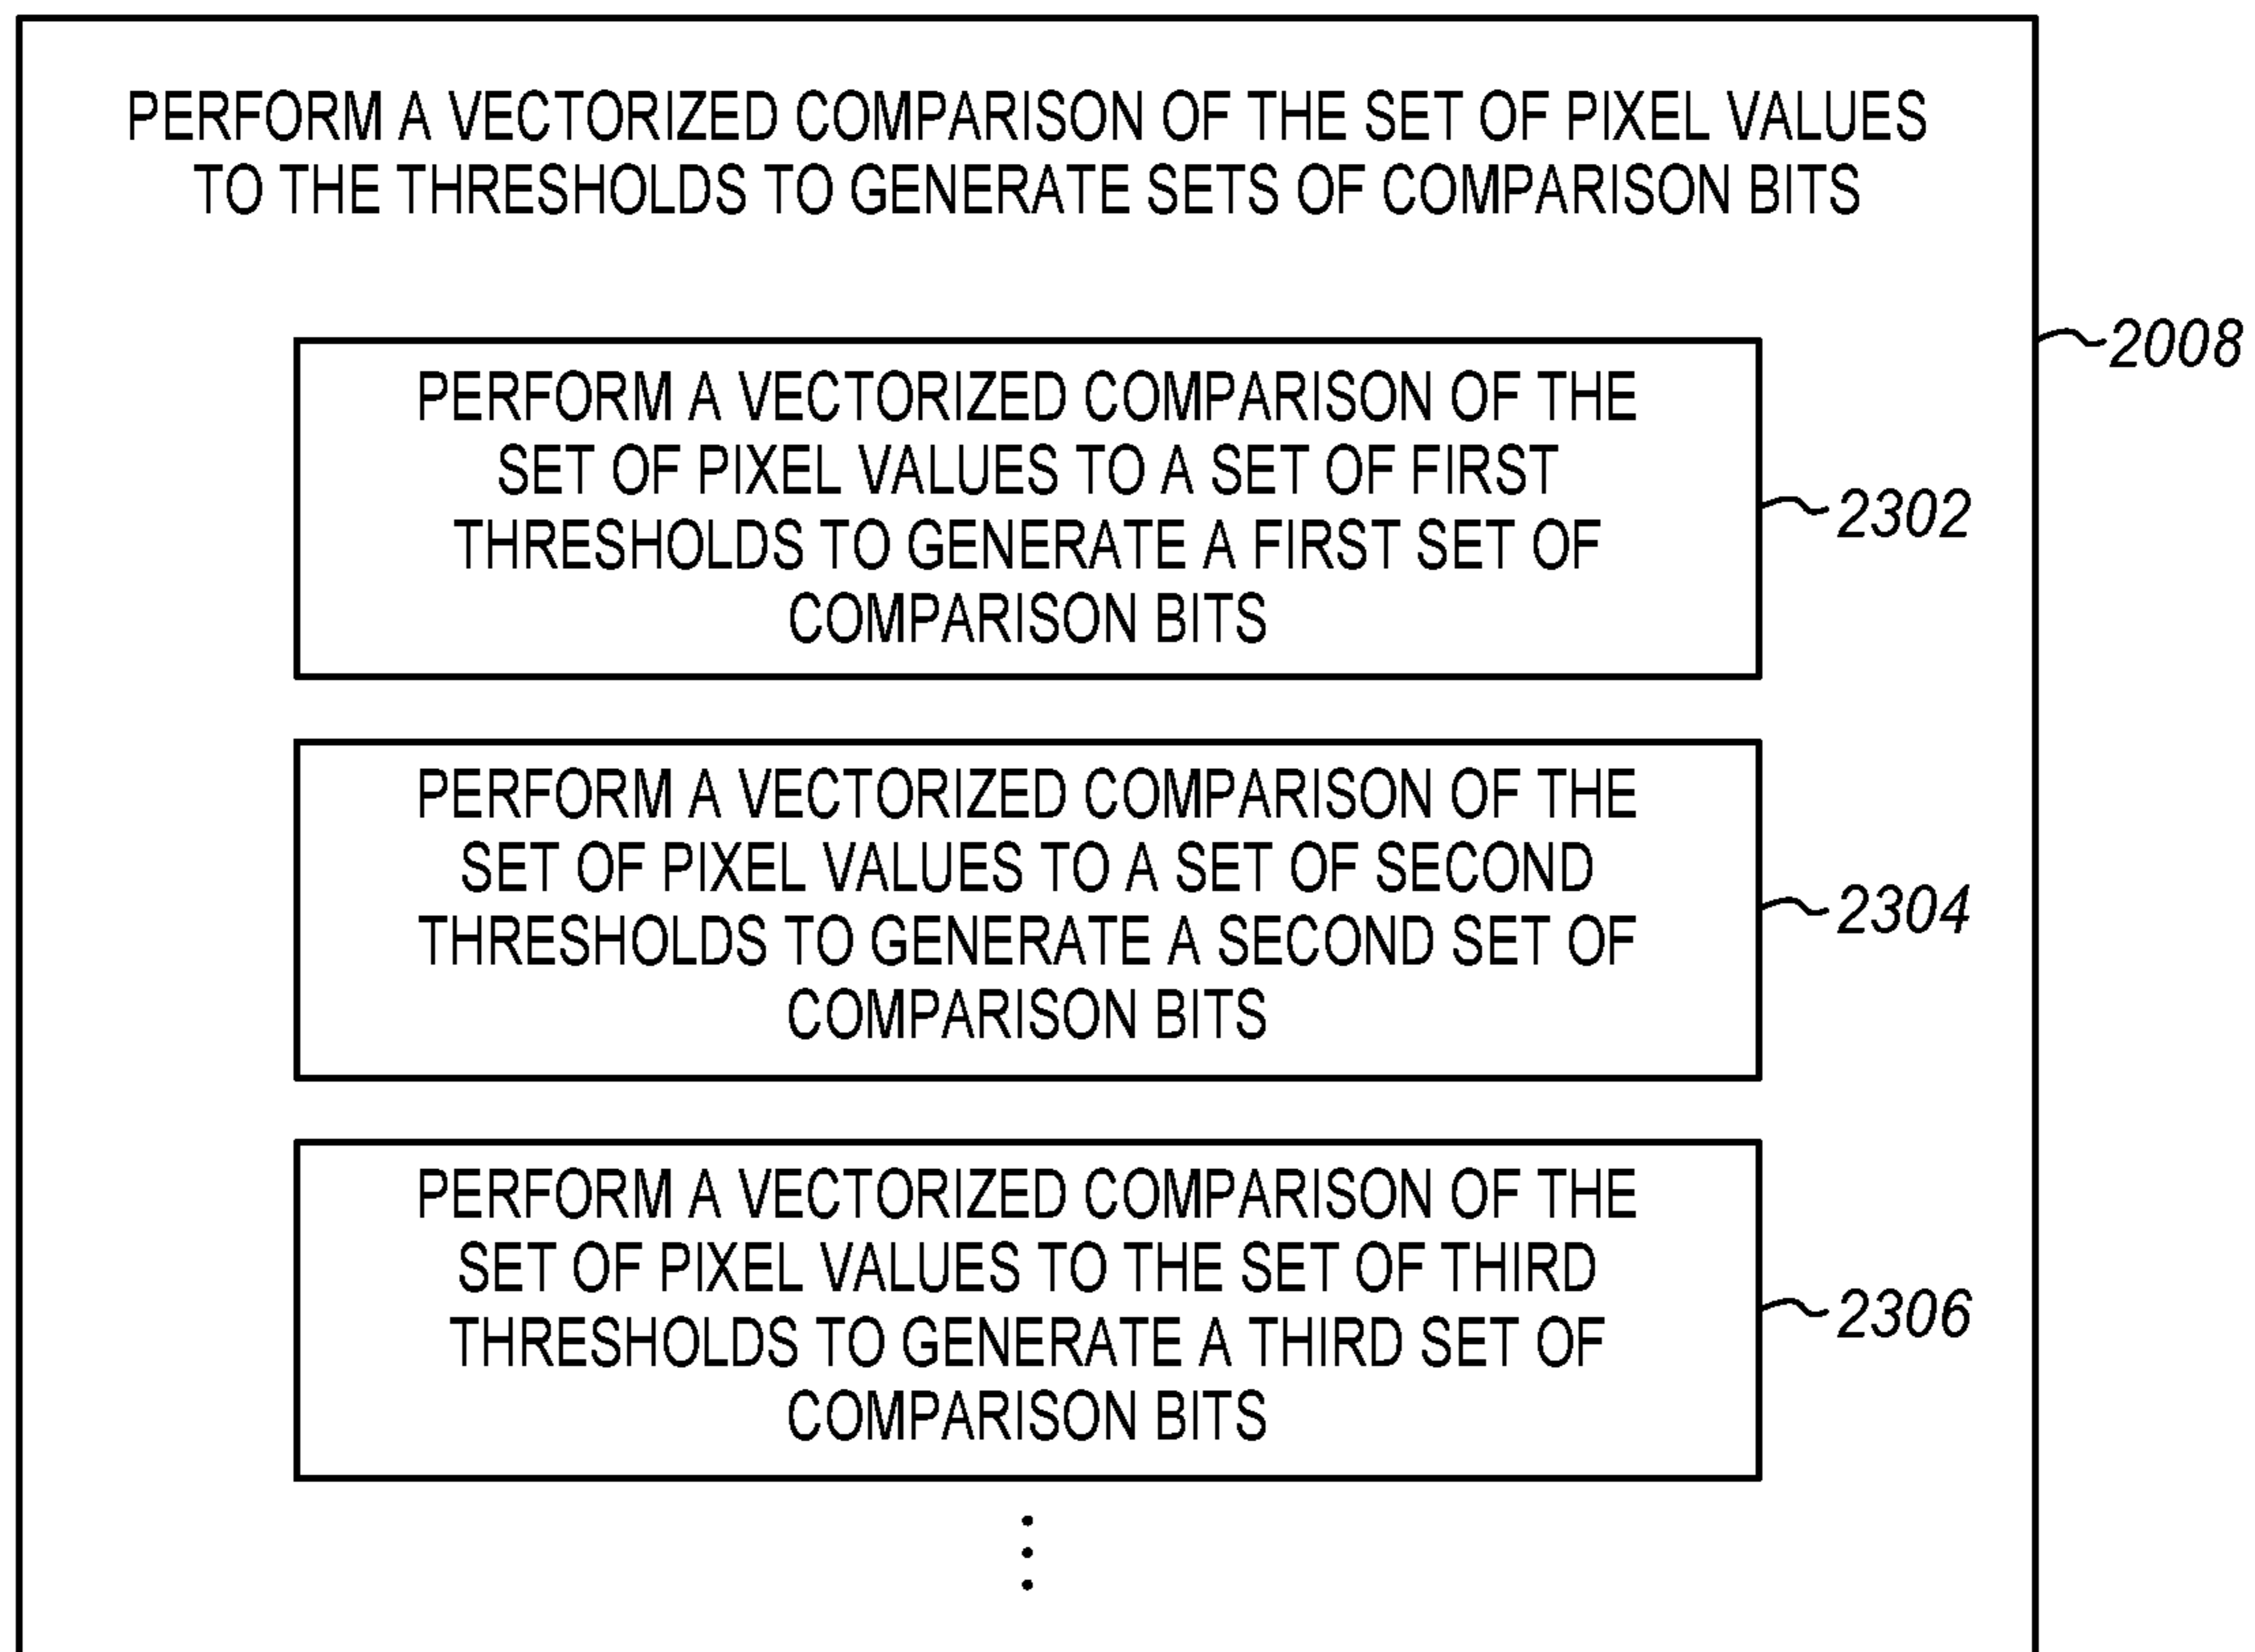 PERFORM A VECTORIZED COMPARISON OF THE SET OF PIXEL VALUES
TO THE THRESHOLDS TO GENERATE SETS OF COMPARISON BITS
2008
PERFORM A VECTORIZED COMPARISON OF THE
SET OF PIXEL VALUES TO A SET OF FIRST
THRESHOLDS TO GENERATE A FIRST SET OF
COMPARISON BITS
2302
PERFORM A VECTORIZED COMPARISON OF THE
SET OF PIXEL VALUES TO A SET OF SECOND
THRESHOLDS TO GENERATE A SECOND SET OF
COMPARISON BITS
2304
PERFORM A VECTORIZED COMPARISON OF THE
SET OF PIXEL VALUES TO THE SET OF THIRD
THRESHOLDS TO GENERATE A THIRD SET OF
COMPARISON BITS
2306